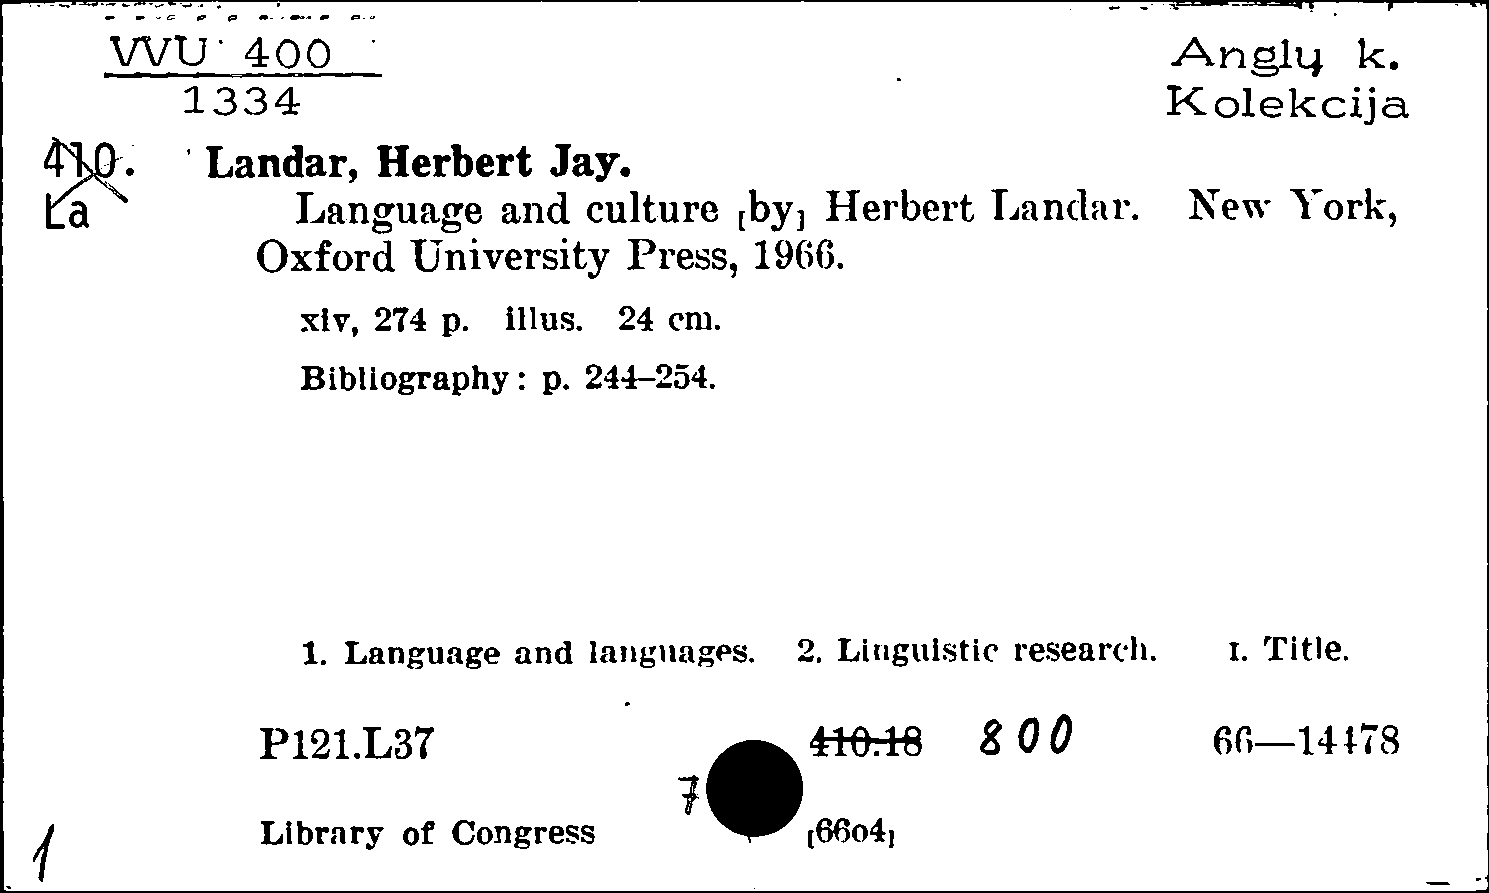 VVU 400
1334
Anglų k.
Kolekcija
410.
La
Landar, Herbert Jay.
Language and culture [by] Herbert Landar. New York,
Oxford University Press, 1966.
xiv, 274 p. illus. 24 cm.
Bibliography: p. 244–254.
1. Language and languages. 2. Linguistic research. I. Title.
P121.L37 410.18 800 66—14478
7
Library of Congress [66o4]
1